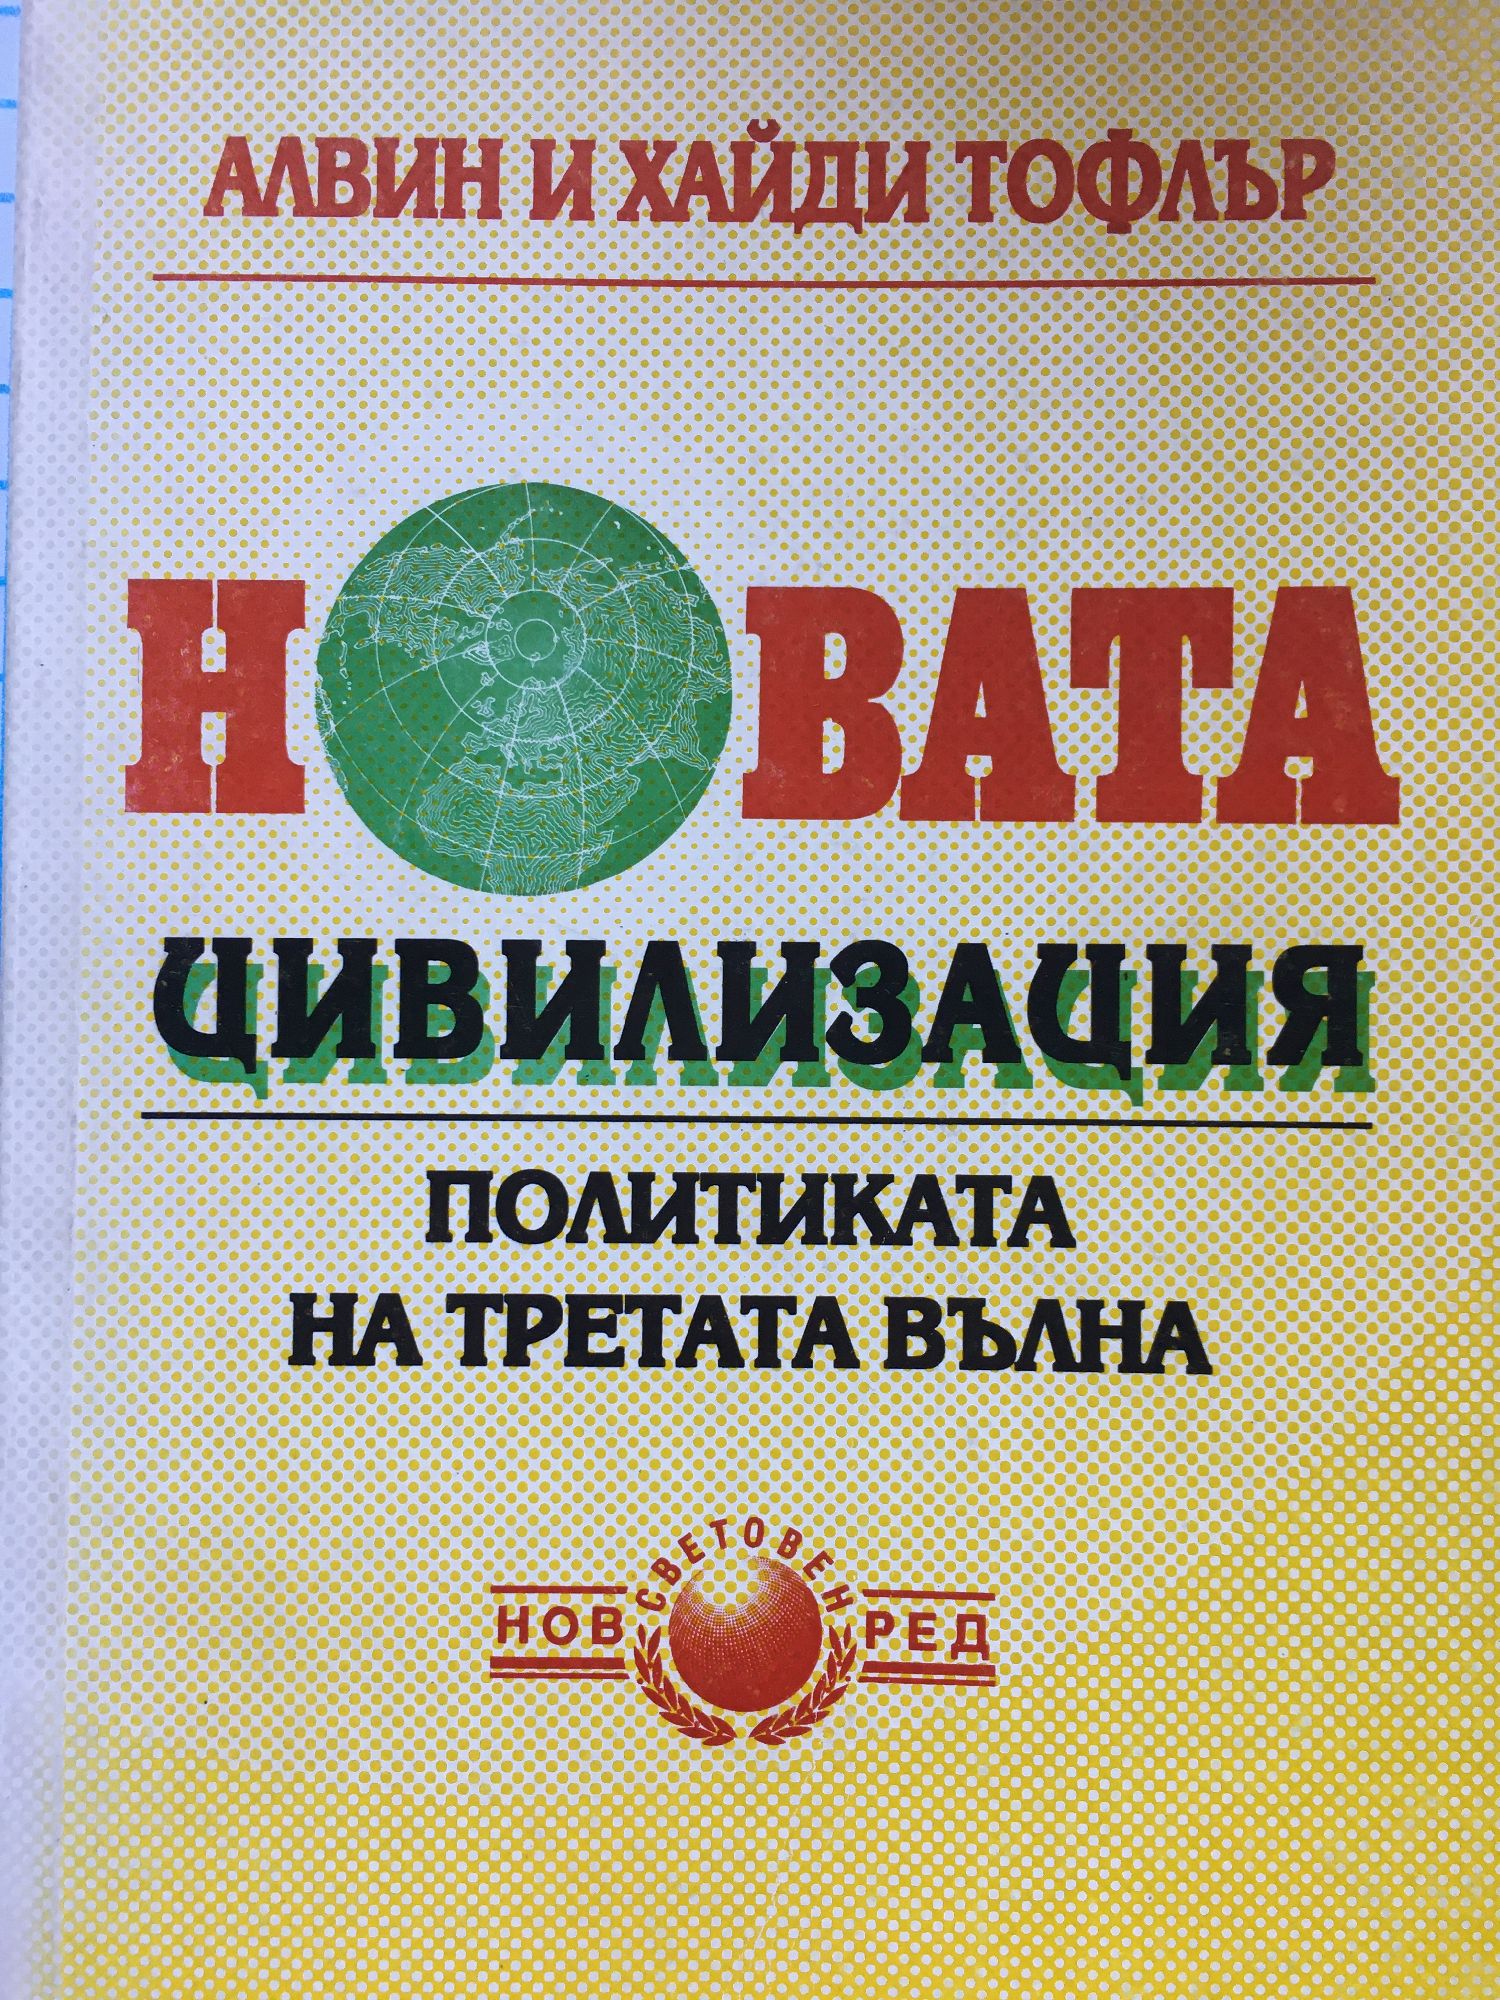 АЛВИН И ХАЙДИ ТОФЛЪР
НОВАТА
ЦИВИЛИЗАЦИЯ
ПОЛИТИКАТА
НА ТРЕТАТА ВЪЛНА
НОВ СВЕТОВЕН РЕД